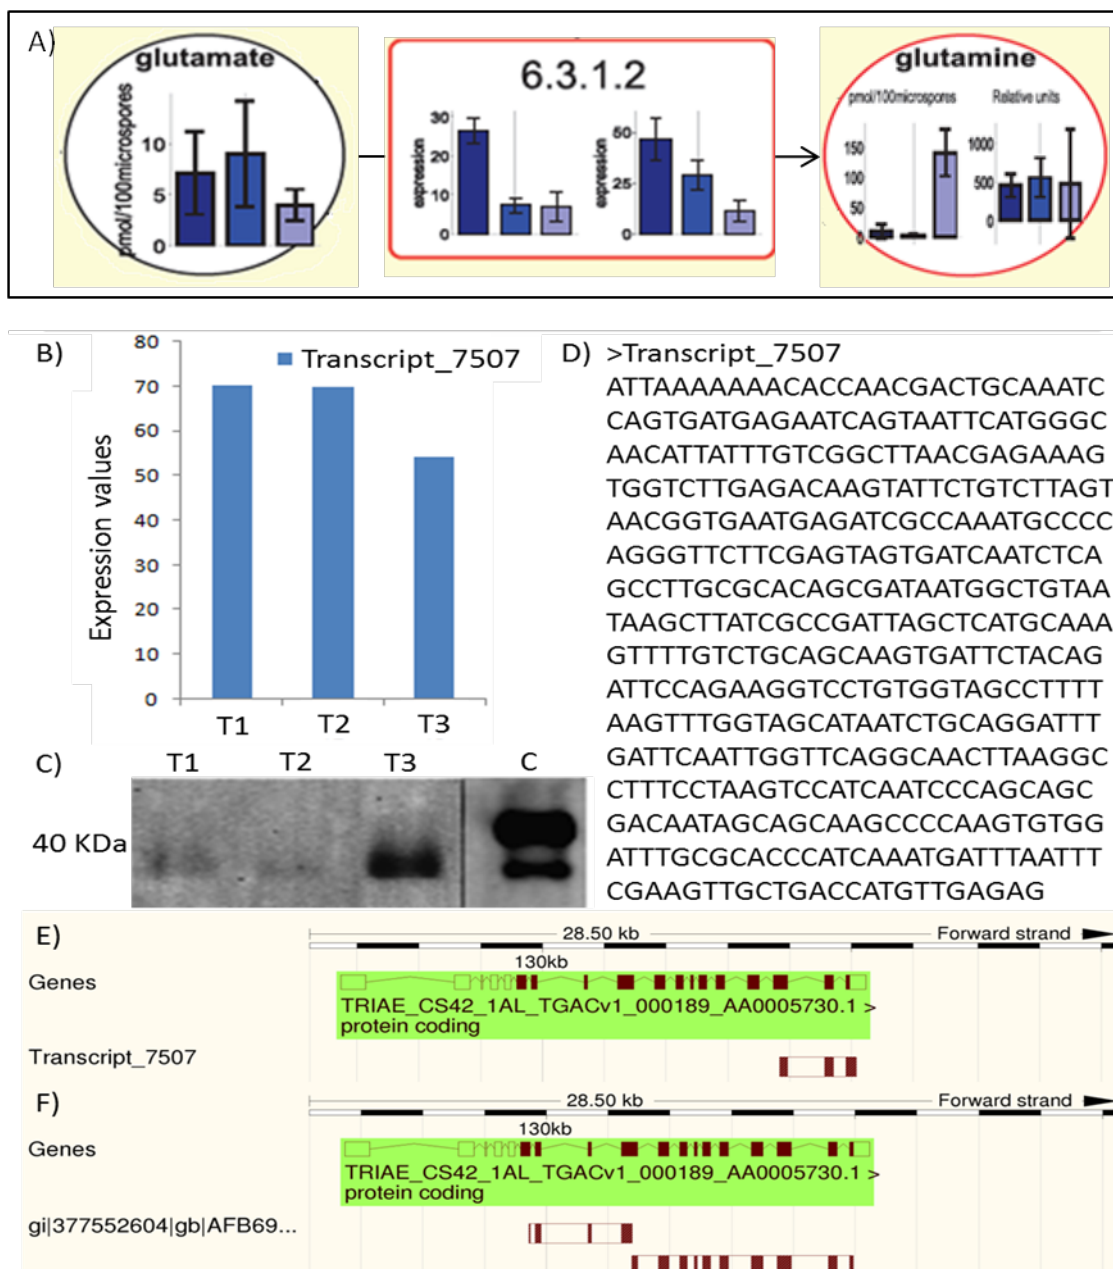 A)
glutamate
pmol/100microspores
10
5
0
6.3.1.2
expression
30
20
10
0
expression
50
25
0
glutamine
pmol/100microspores
Relative units
150
100
50
0
1000
500
0
B)
Expression values
80
70
60
50
40
30
20
10
0
Transcript_7507
T1
T2
T3
C)
T1
T2
T3
C
40 KDa
D)
>Transcript_7507
ATTAAAAAAACACCAACGACTGCAAATC
CAGTGATGAGAATCAGTAATTCATGGGC
AACATTATTTGTCGGCTTAACGAGAAAG
TGGTCTTGAGACAAGTATTCTGTCTTAGT
AACGGTGAATGAGATCGCCAAATGCCCC
AGGGTTCTTCGAGTAGTGATCAATCTCA
GCCTTGCGCACAGCGATAATGGCTGTAA
TAAGCTTATCGCCGATTAGCTCATGCAAA
GTTTTGTCTGCAGCAAGTGATTCTACAG
ATTCCAGAAGGTCCTGTGGTAGCCTTTT
AAGTTTGGTAGCATAATCTGCAGGATTT
GATTCAATTGGTTCAGGCAACTTAAGGC
CTTTCCTAAGTCCATCAATCCCAGCAGC
GACAATAGCAGCAAGCCCCAAGTGTGG
ATTTGCGCACCCATCAAATGATTTAATTT
CGAAGTTGCTGACCATGTTGAGAG
E)
28.50 kb
Forward strand
130kb
Genes
TRIAE_CS42_1AL_TGACv1_000189_AA0005730.1 >
protein coding
Transcript_7507
F)
28.50 kb
Forward strand
130kb
Genes
TRIAE_CS42_1AL_TGACv1_000189_AA0005730.1 >
protein coding
gi|377552604|gb|AFB69...